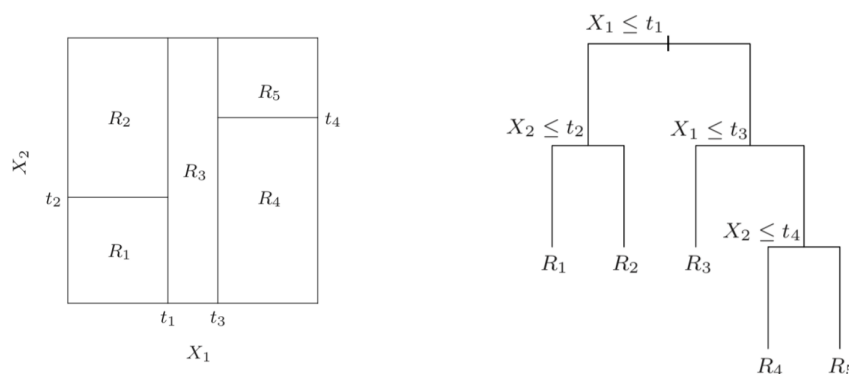 R₂
R₅
t₄
X₂
R₃
t₂
R₄
R₁
t₁
t₃
X₁
X₁ ≤ t₁
X₂ ≤ t₂
X₁ ≤ t₃
X₂ ≤ t₄
R₁
R₂
R₃
R₄
R₅